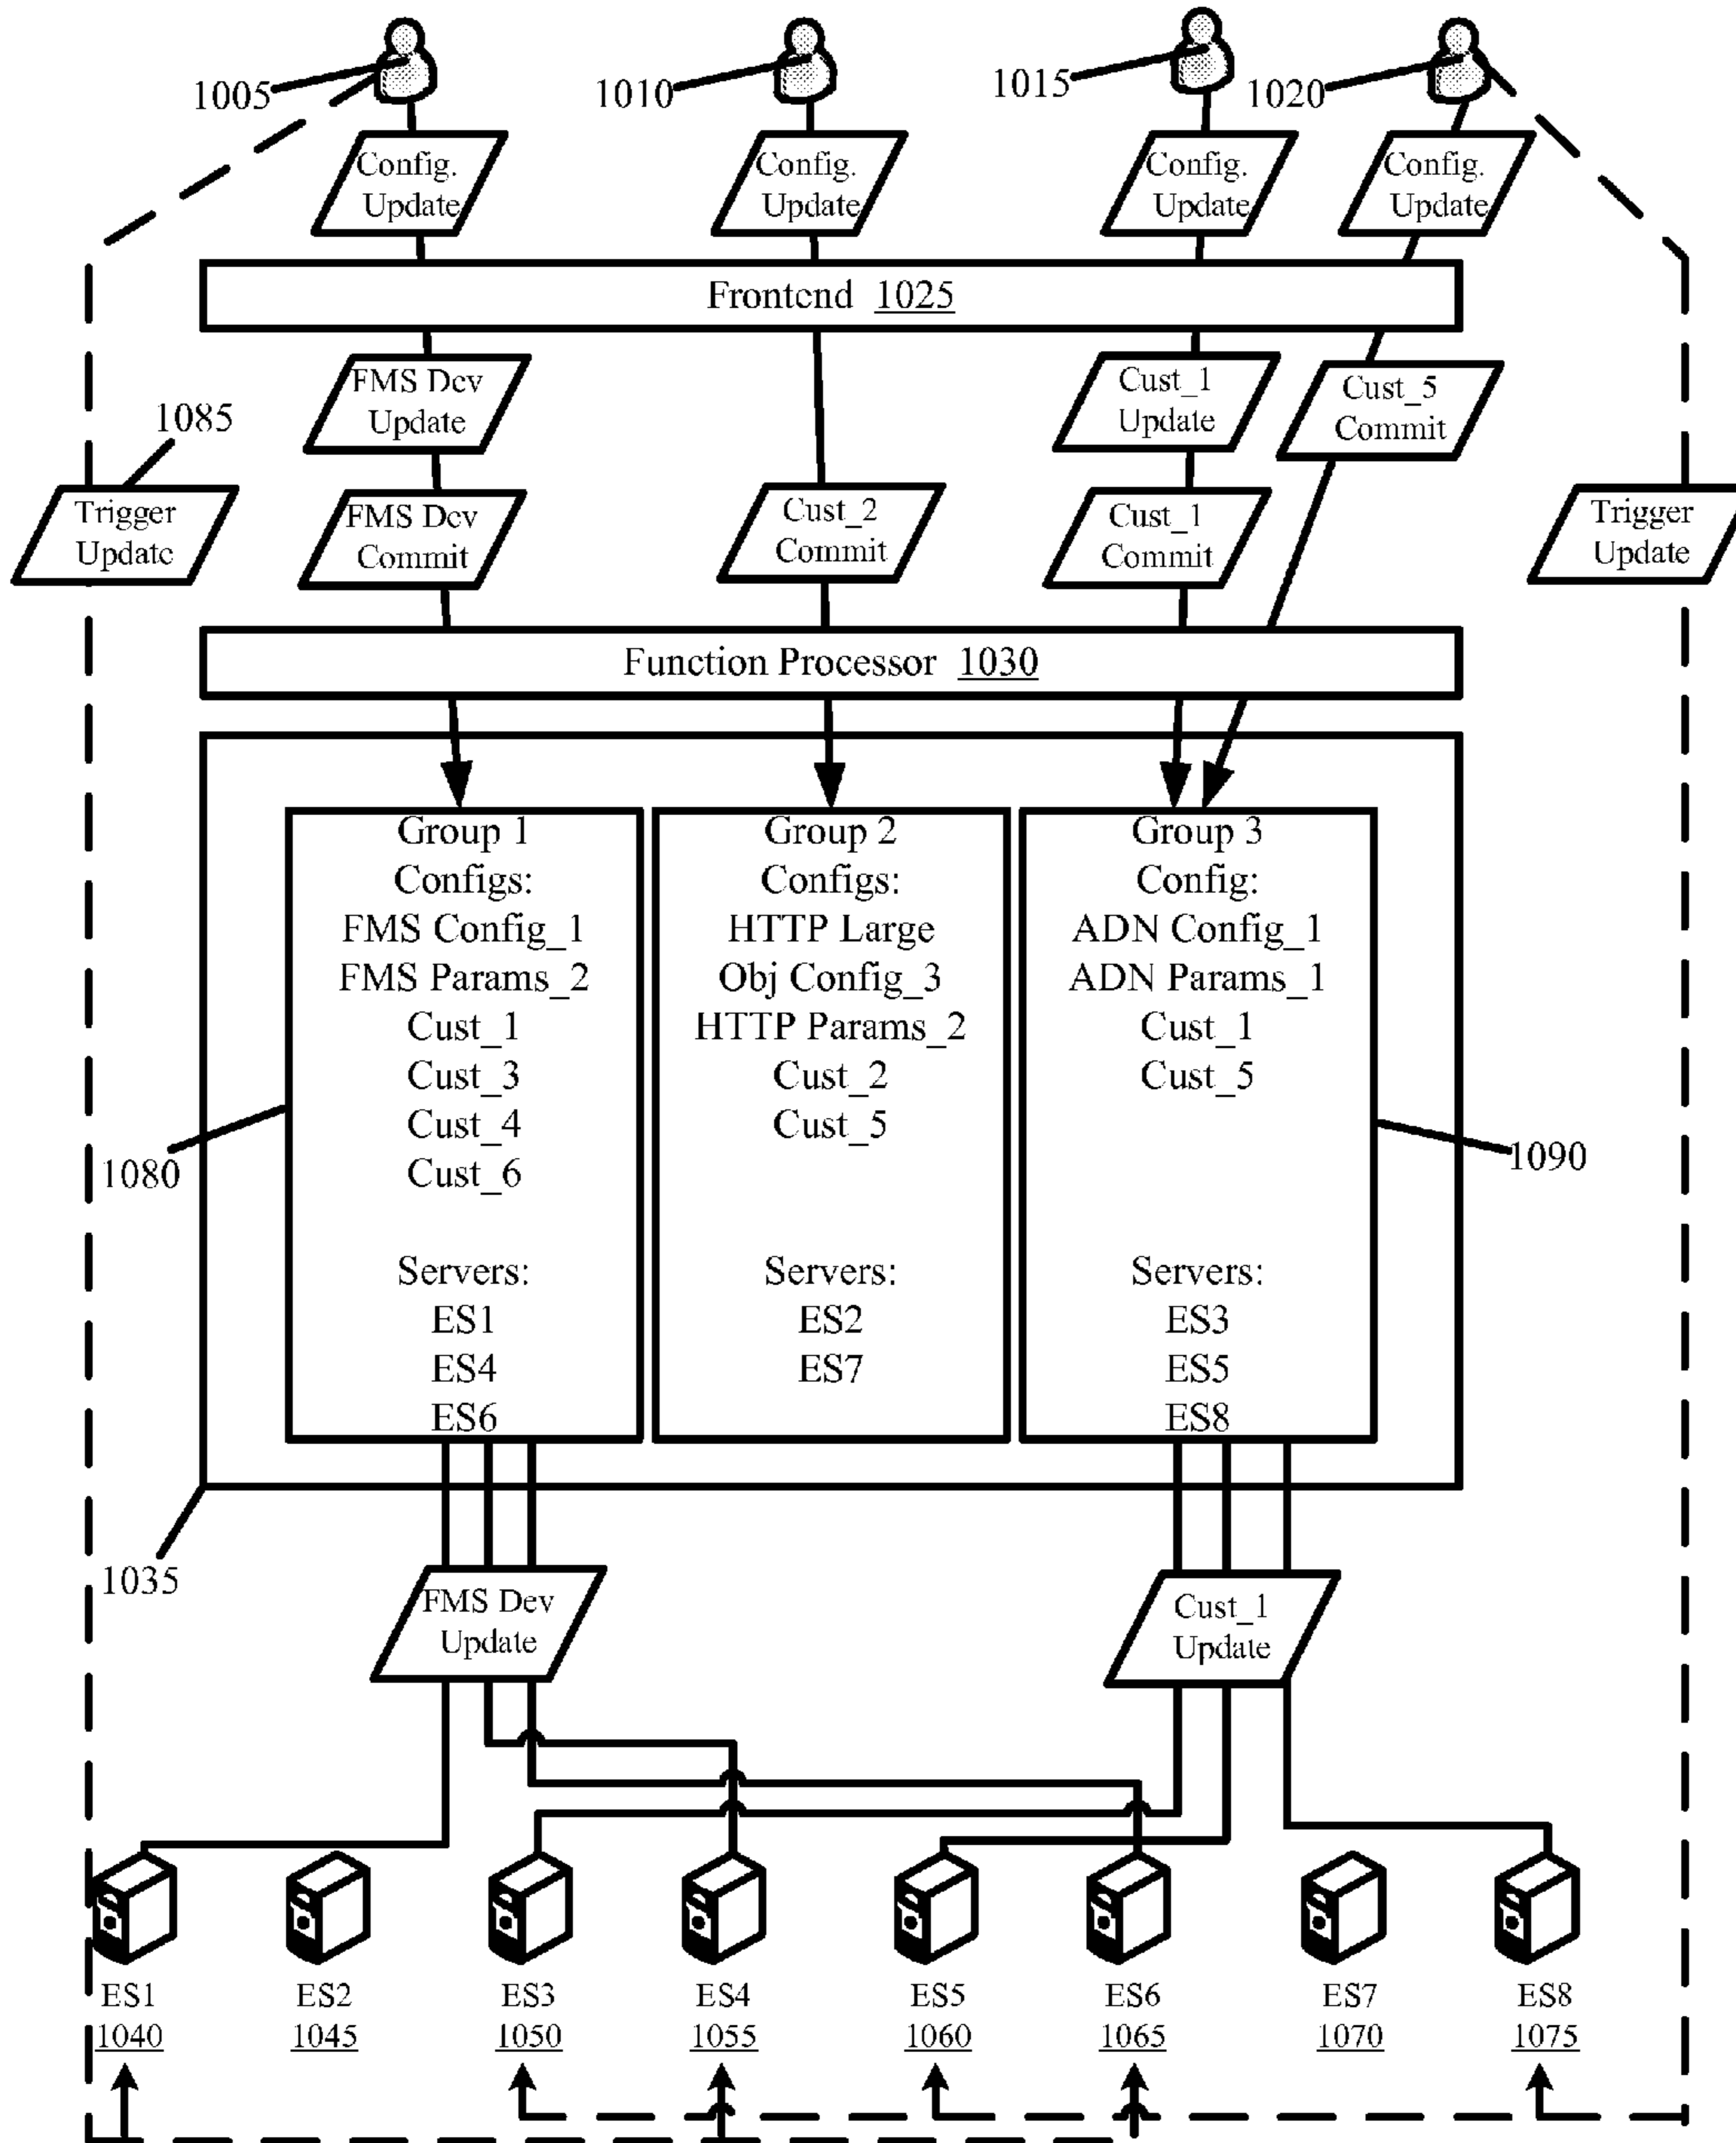 1005
1010
1015
1020
Config.
Update
Config.
Update
Config.
Update
Config.
Update
Frontend 1025
FMS Dev
Update
Cust_1
Update
Cust_5
Commit
1085
Trigger
Update
FMS Dev
Commit
Cust_2
Commit
Cust_1
Commit
Trigger
Update
Function Processor 1030
Group 1
Configs:
FMS Config_1
FMS Params_2
Cust_1
Cust_3
Cust_4
Cust_6
Servers:
ES1
ES4
ES6
Group 2
Configs:
HTTP Large
Obj Config_3
HTTP Params_2
Cust_2
Cust_5
Servers:
ES2
ES7
Group 3
Config:
ADN Config_1
ADN Params_1
Cust_1
Cust_5
Servers:
ES3
ES5
ES8
1080
1090
1035
FMS Dev
Update
Cust_1
Update
ES1
1040
ES2
1045
ES3
1050
ES4
1055
ES5
1060
ES6
1065
ES7
1070
ES8
1075